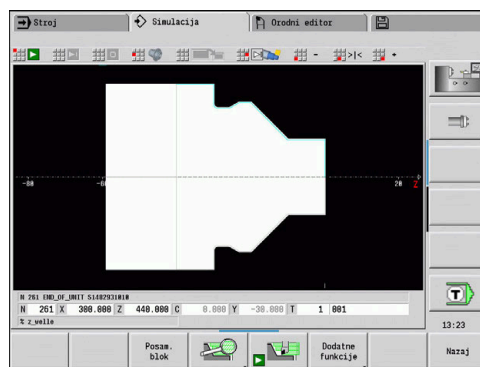 Stroj Simulacija Orodni editor
- >|< +
-80 -60 20 Z
N 261 END_OF_UNIT S1482931010
N 261 X 300.000 Z 440.000 C 0.000 Y -30.000 T 1 001
% z_welle
13:23
Posam. blok
Dodatne funkcije
Nazaj
T